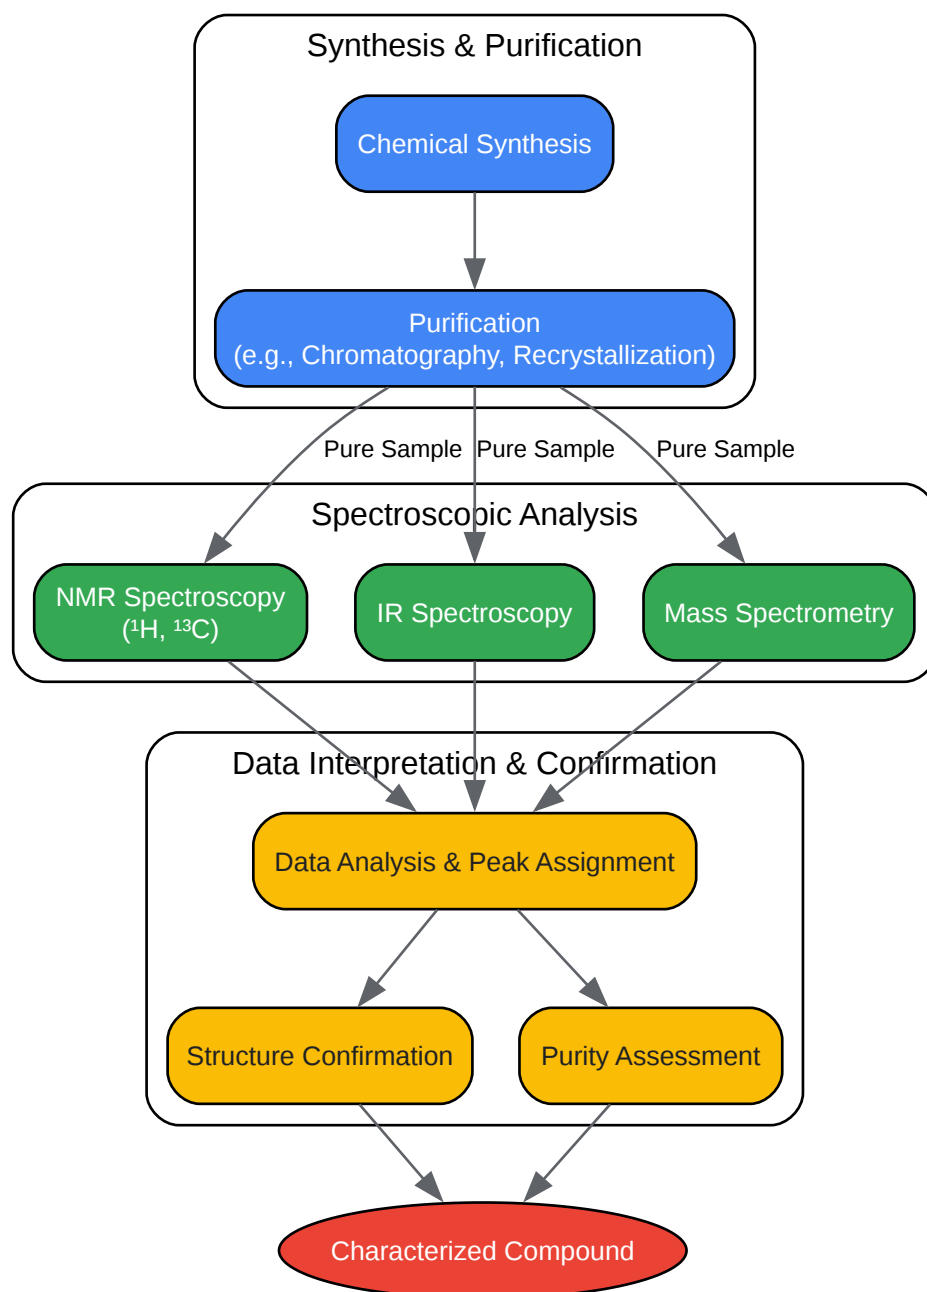 Synthesis & Purification
Chemical Synthesis
Purification
(e.g., Chromatography, Recrystallization)
Pure Sample
Pure Sample
Pure Sample
Spectroscopic Analysis
NMR Spectroscopy
(¹H, ¹³C)
IR Spectroscopy
Mass Spectrometry
Data Interpretation & Confirmation
Data Analysis & Peak Assignment
Structure Confirmation
Purity Assessment
Characterized Compound